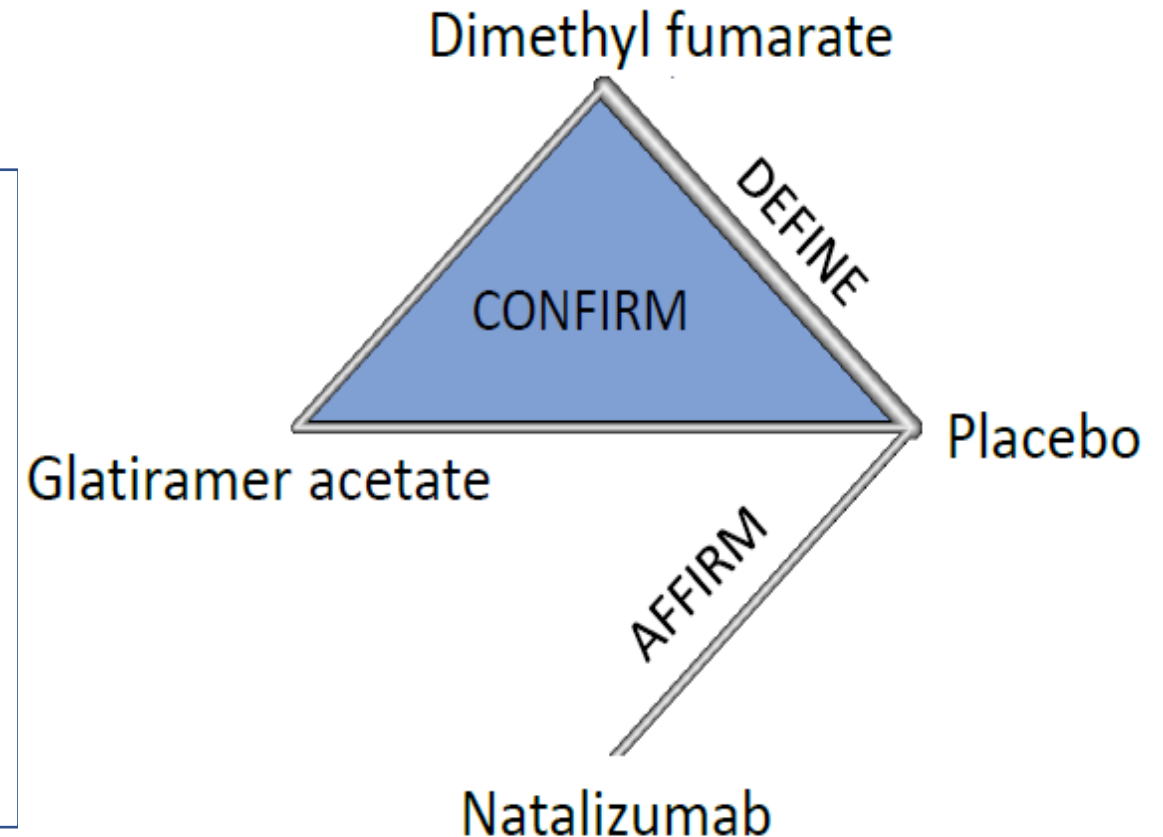 Dimethyl fumarate
DEFINE
CONFIRM
Placebo
Glatiramer acetate
AFFIRM
Natalizumab